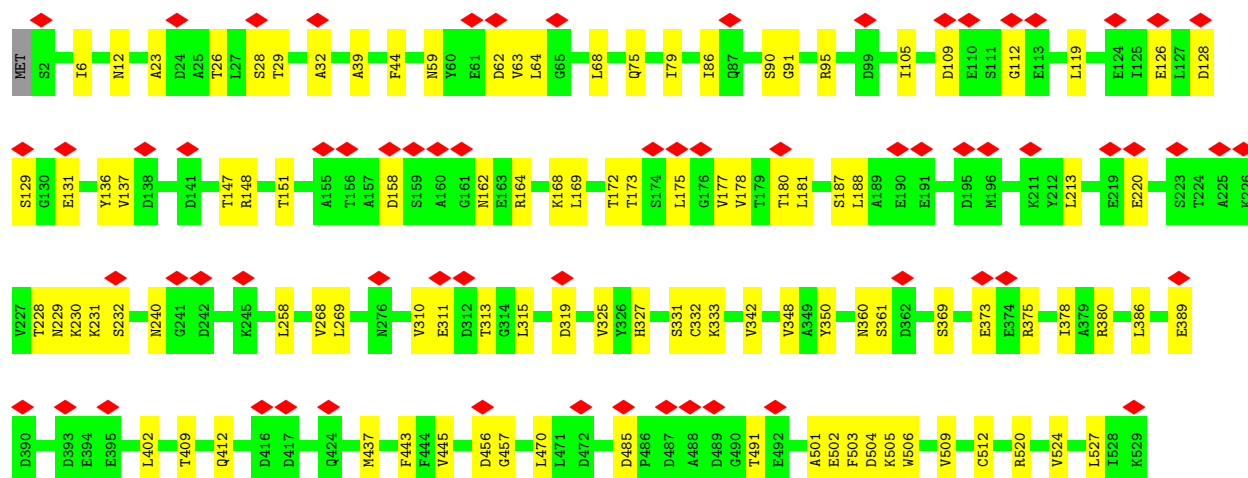 MET S2 I6 N12 A23 D24 A25 T26 L27 S28 T29 A32 A39 F44 N59 Y60 E61 D62 V63 L64 G65 L68 Q75 I79 I86 Q87 S90 G91 R95 D99 I105 D109 E110 S111 G112 E113 L119 E124 I125 E126 L127 D128
S129 G130 E131 Y136 V137 D138 D141 T147 R148 T151 A155 T156 A157 D158 S159 A160 G161 N162 E163 R164 K168 L169 T172 T173 S174 L175 G176 V177 V178 T179 T180 L181 S187 L188 A189 E190 E191 D195 M196 K211 Y212 L213 E219 E220 S223 T224 A225 K226
V227 T228 N229 K230 K231 S232 N240 G241 D242 K245 L258 V268 L269 N276 V310 E311 D312 T313 G314 L315 D319 V325 Y326 H327 S331 C332 K333 V342 V348 A349 Y350 N360 S361 D362 S369 E373 E374 R375 I378 A379 R380 L386 E389
D390 D393 E394 E395 L402 T409 Q412 D416 D417 Q424 M437 F443 F444 V445 D456 G457 L470 L471 D472 D485 P486 D487 A488 D489 G490 T491 E492 A501 E502 F503 D504 K505 W506 V509 C512 R520 V524 L527 I528 K529